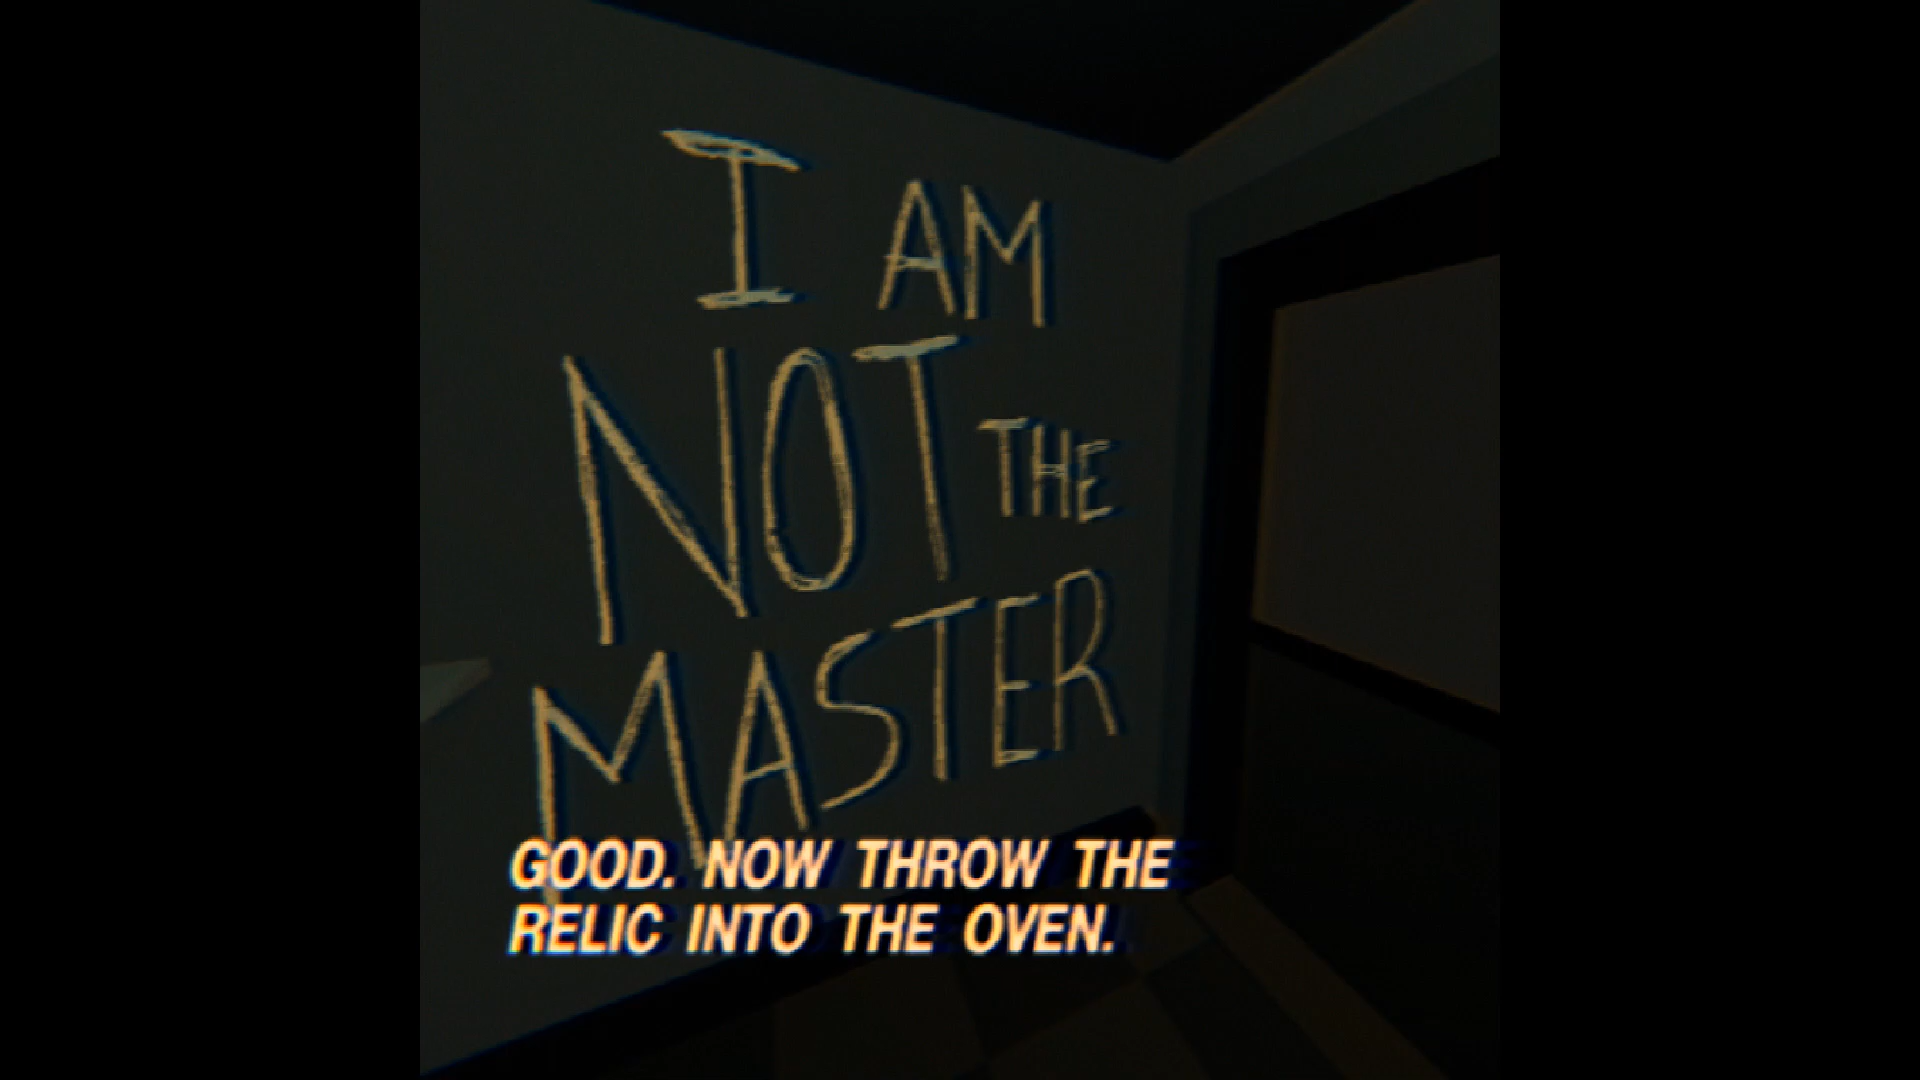 I AM
NOT THE
MASTER
GOOD. NOW THROW THE
RELIC INTO THE OVEN.